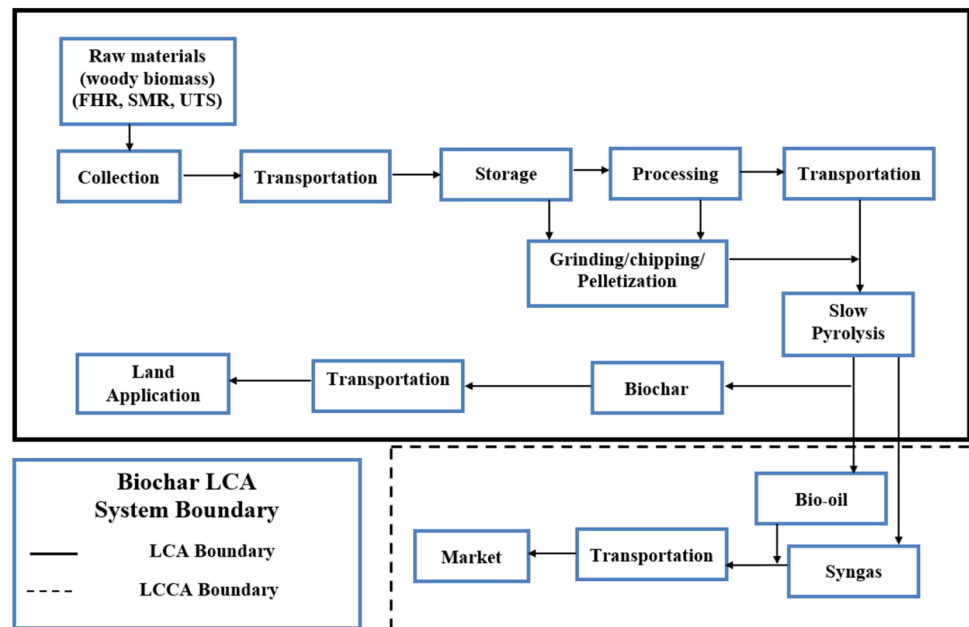 Raw materials
(woody biomass)
(FHR, SMR, UTS)
Collection
Transportation
Storage
Processing
Transportation
Grinding/chipping/
Pelletization
Slow
Pyrolysis
Land
Application
Transportation
Biochar
Biochar LCA
System Boundary
LCA Boundary
LCCA Boundary
Bio-oil
Market
Transportation
Syngas